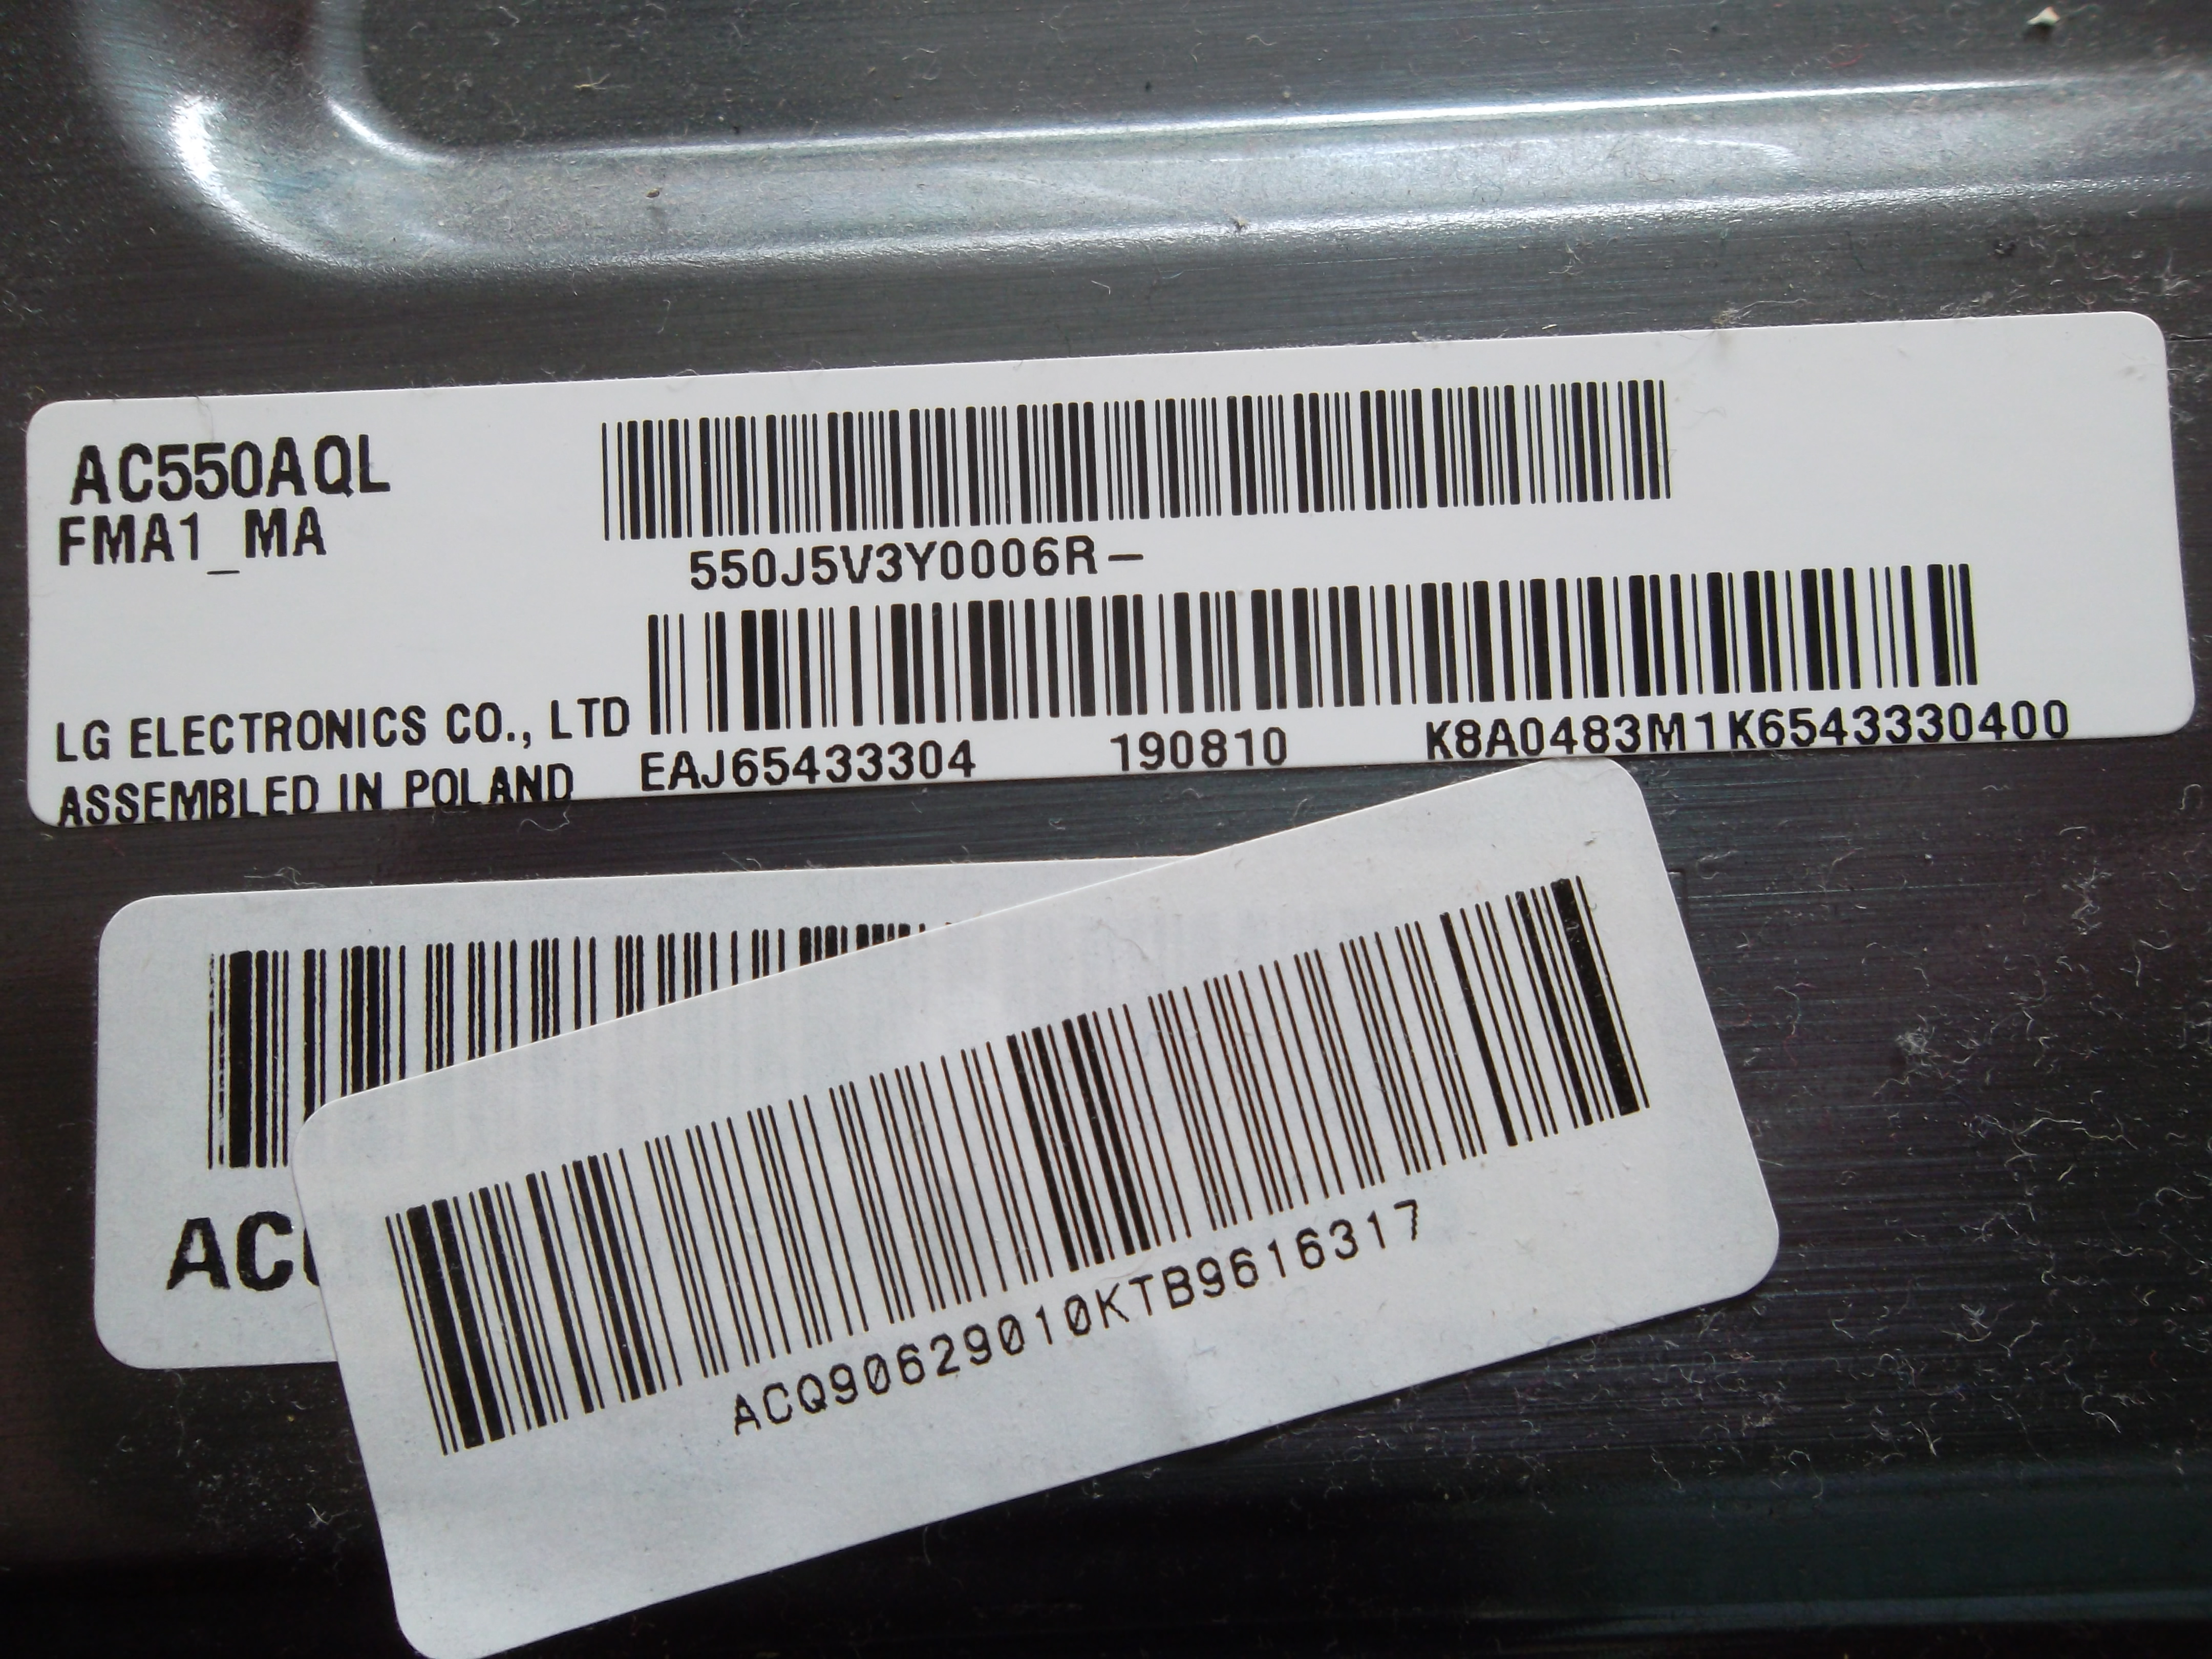 AC550AQL
FMA1_MA
550J5V3Y0006R–
LG ELECTRONICS CO., LTD
ASSEMBLED IN POLAND
EAJ65433304 190810 K8A0483M1K6543330400
AC
ACQ90629010KTB9616317